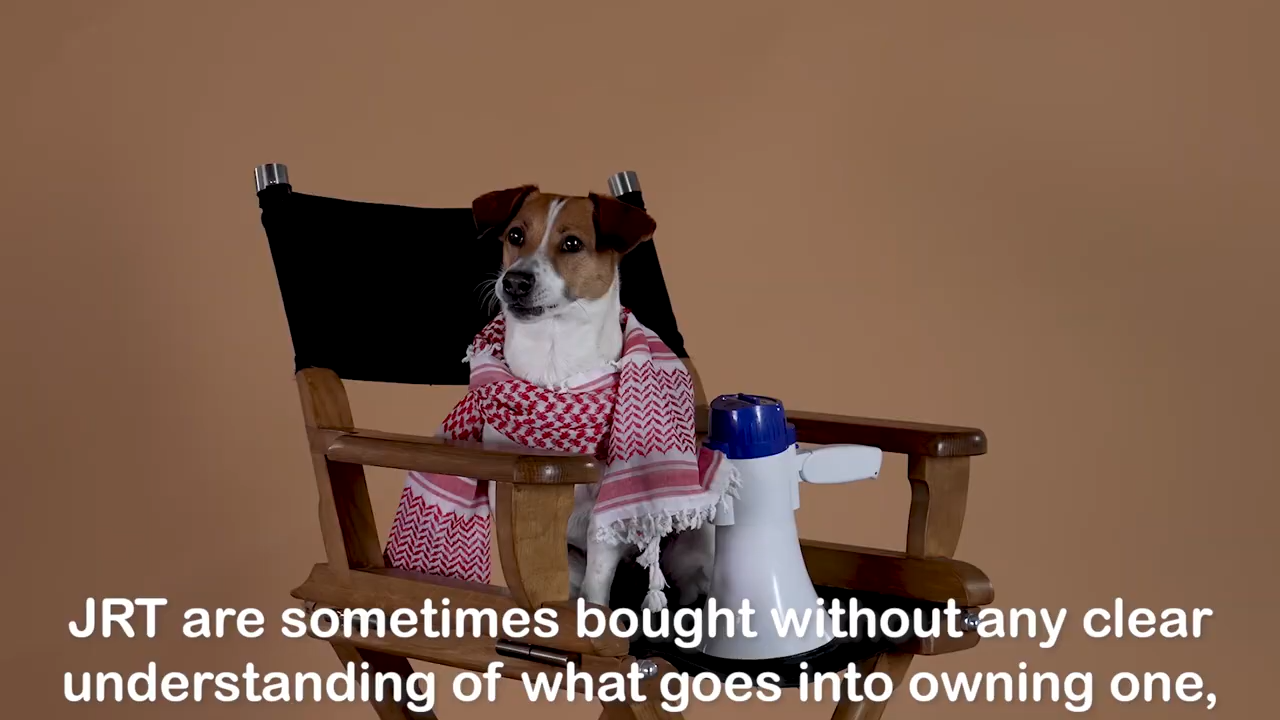 JRT are sometimes bought without any clear
understanding of what goes into owning one,